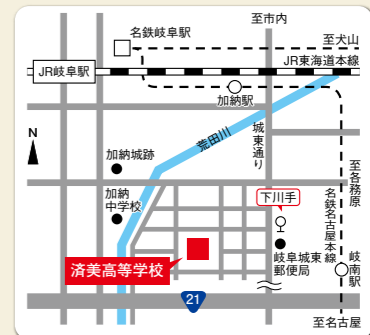 至市内
名鉄岐阜駅
至犬山
JR東海道本線
JR岐阜駅
加納駅
荒田川
城東通り
N
加納城跡
至各務原
下川手
名鉄名古屋本線
加納
中学校
岐阜城東
郵便局
岐南駅
済美高等学校
21
至名古屋